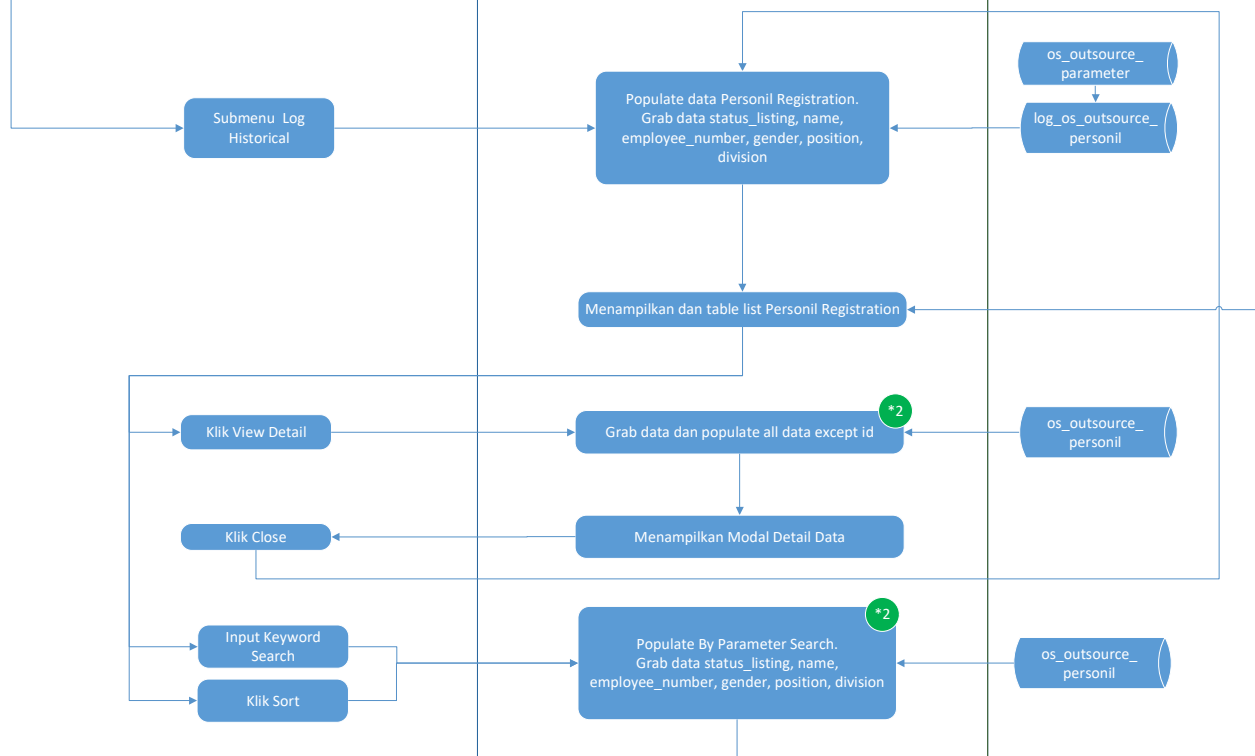 os_outsource_
parameter
Submenu Log
Historical
Populate data Personil Registration.
Grab data status_listing, name,
employee_number, gender, position,
division
log_os_outsource_
personil
Menampilkan dan table list Personil Registration
Klik View Detail
*2
Grab data dan populate all data except id
os_outsource_
personil
Klik Close
Menampilkan Modal Detail Data
Input Keyword
Search
Klik Sort
*2
Populate By Parameter Search.
Grab data status_listing, name,
employee_number, gender, position, division
os_outsource_
personil